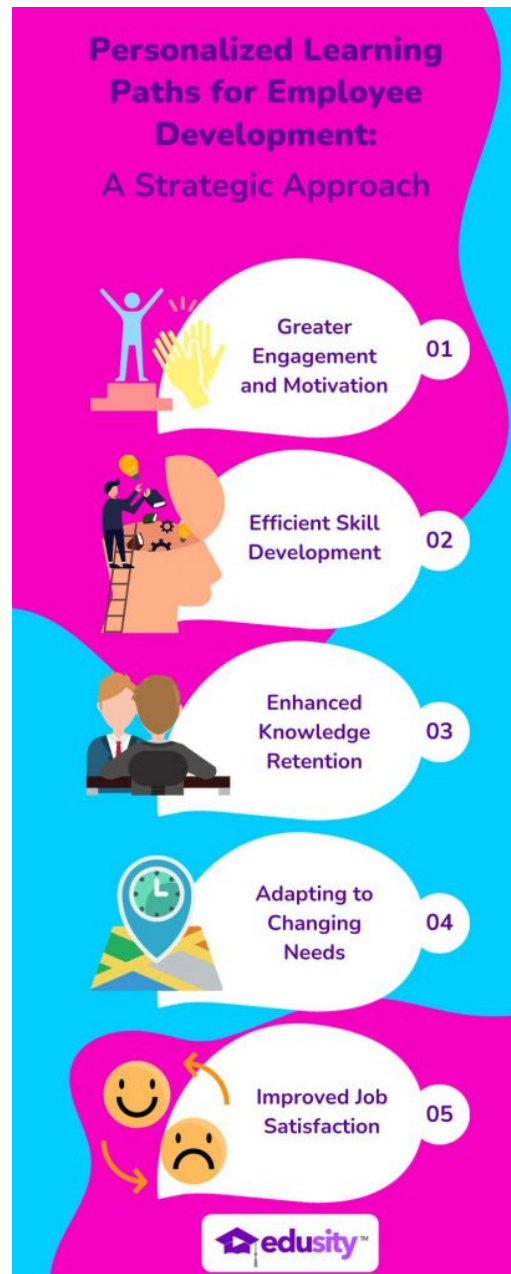 Personalized Learning
Paths for Employee
Development:
A Strategic Approach
Greater
Engagement
and Motivation
01
Efficient Skill
Development
02
Enhanced
Knowledge
Retention
03
Adapting to
Changing
Needs
04
Improved Job
Satisfaction
05
edusity™